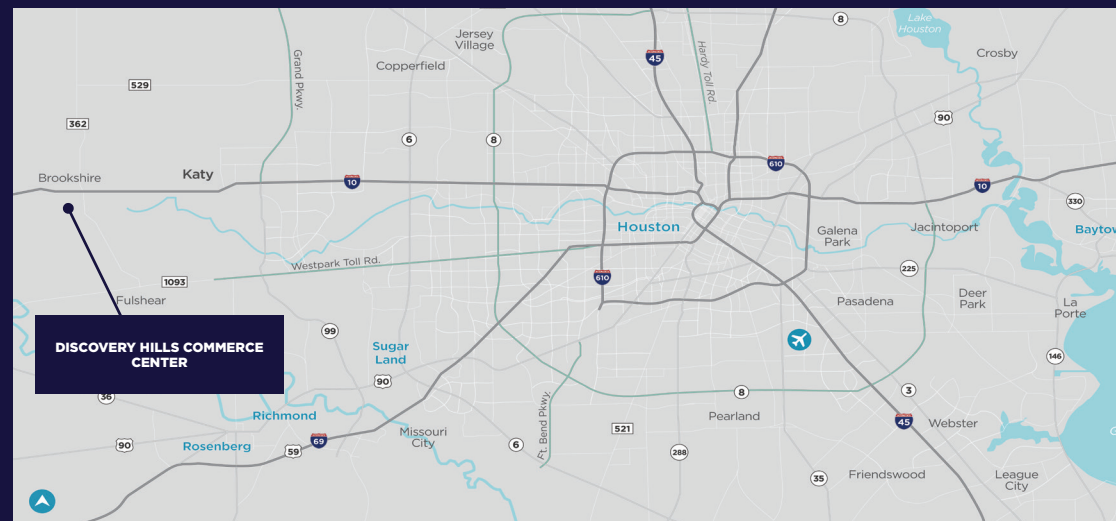 8
Lake
Houston
Jersey
Village
Crosby
Grand Pkwy.
45
Hardy Toll Rd.
Copperfield
529
90
362
6
8
610
Brookshire
Katy
10
10
330
Houston
Galena
Park
Jacintoport
Baytow
Westpark Toll Rd.
225
610
1093
Fulshear
Pasadena
Deer
Park
La
Porte
DISCOVERY HILLS COMMERCE
CENTER
99
Sugar
Land
146
90
36
8
3
Richmond
Pearland
45
Webster
Missouri
City
Ft. Bend Pkwy.
521
Rosenberg
90
69
59
6
288
35
Friendswood
League
City
G